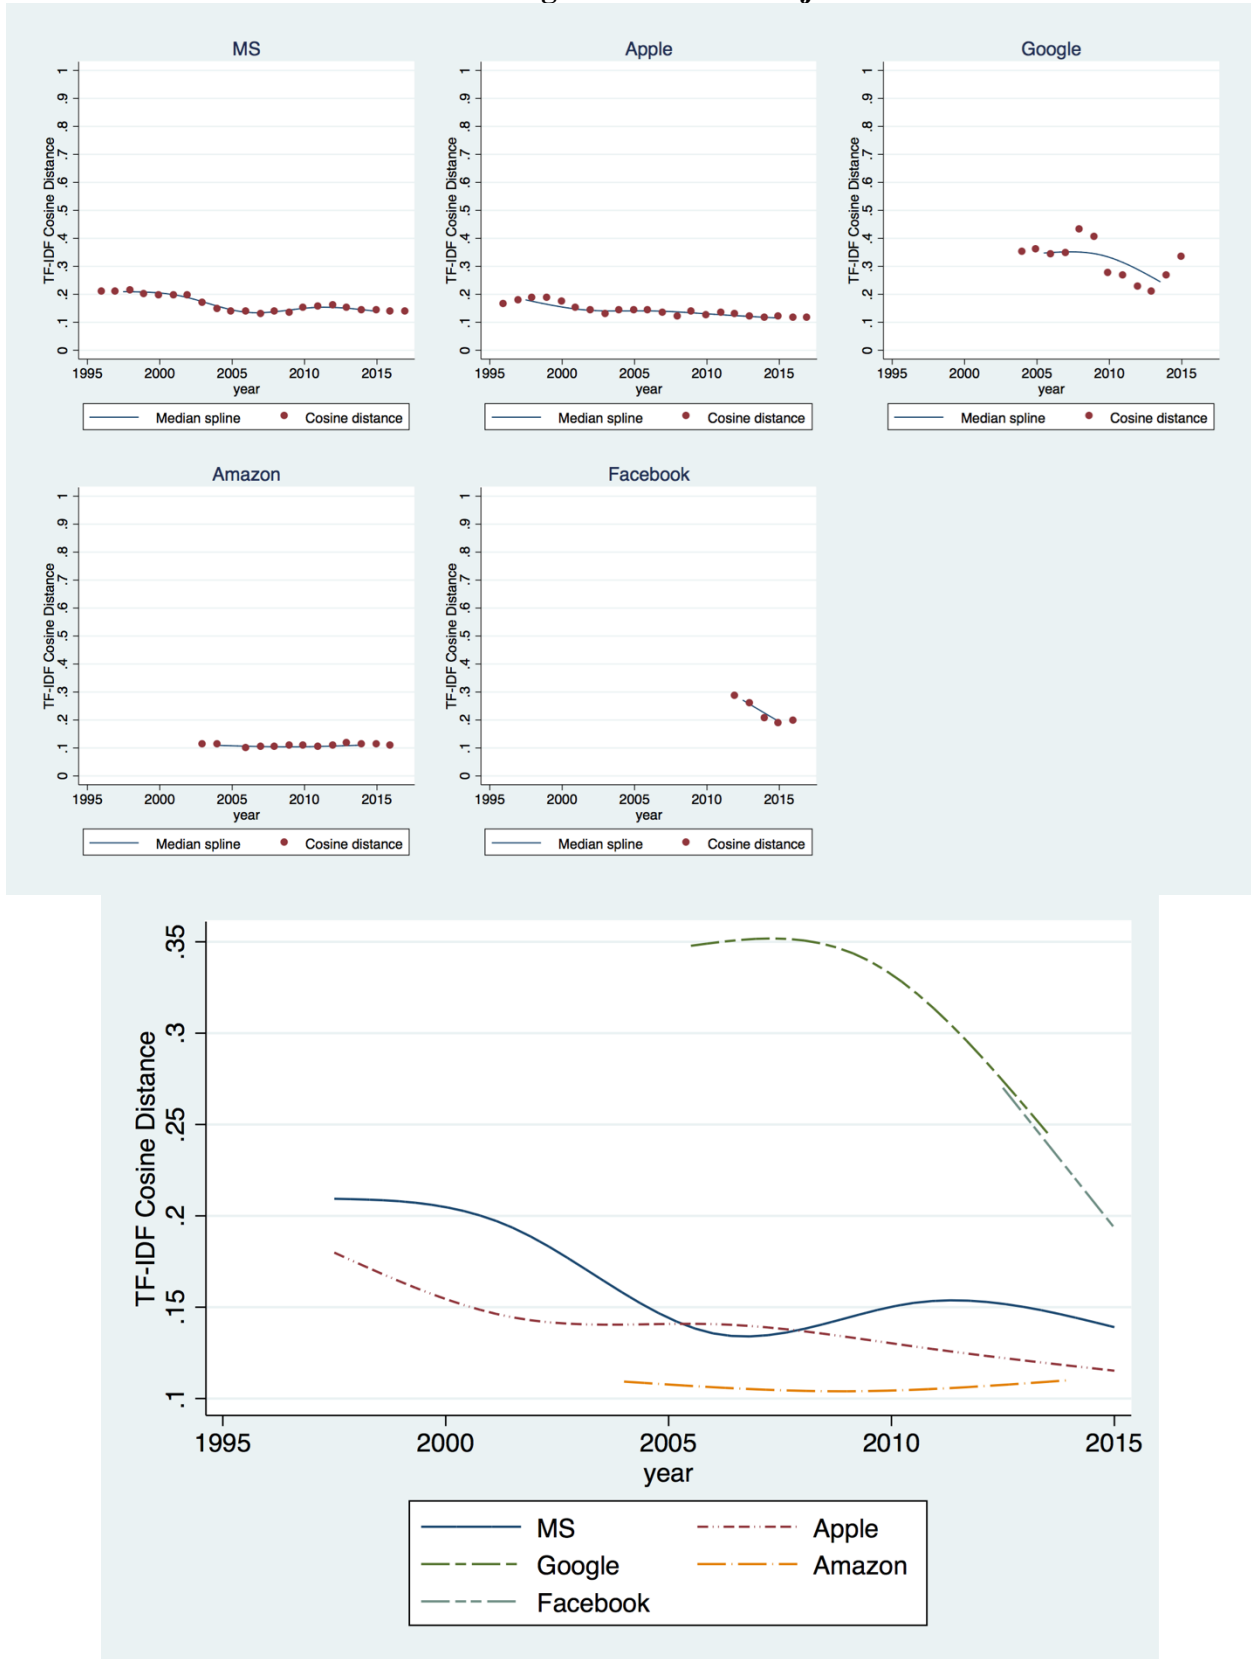 MS
TF-IDF Cosine Distance
1
.9
.8
.7
.6
.5
.4
.3
.2
.1
0
1995 2000 2005 2010 2015
year
Median spline Cosine distance
Apple
TF-IDF Cosine Distance
1
.9
.8
.7
.6
.5
.4
.3
.2
.1
0
1995 2000 2005 2010 2015
year
Median spline Cosine distance
Google
TF-IDF Cosine Distance
1
.9
.8
.7
.6
.5
.4
.3
.2
.1
0
1995 2000 2005 2010 2015
year
Median spline Cosine distance
Amazon
TF-IDF Cosine Distance
1
.9
.8
.7
.6
.5
.4
.3
.2
.1
0
1995 2000 2005 2010 2015
year
Median spline Cosine distance
Facebook
TF-IDF Cosine Distance
1
.9
.8
.7
.6
.5
.4
.3
.2
.1
0
1995 2000 2005 2010 2015
year
Median spline Cosine distance
TF-IDF Cosine Distance
.35
.3
.25
.2
.15
.1
1995 2000 2005 2010 2015
year
MS Apple
Google Amazon
Facebook